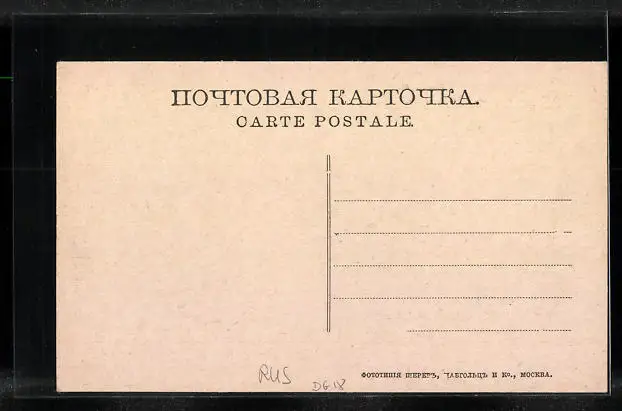 ПОЧТОВАЯ КАРТОЧКА.
CARTE POSTALE.
ФОТОТИПІЯ ШЕРЕРЪ, НАБГОЛЬЦЪ И Ко., МОСКВА.
RUS
DG18